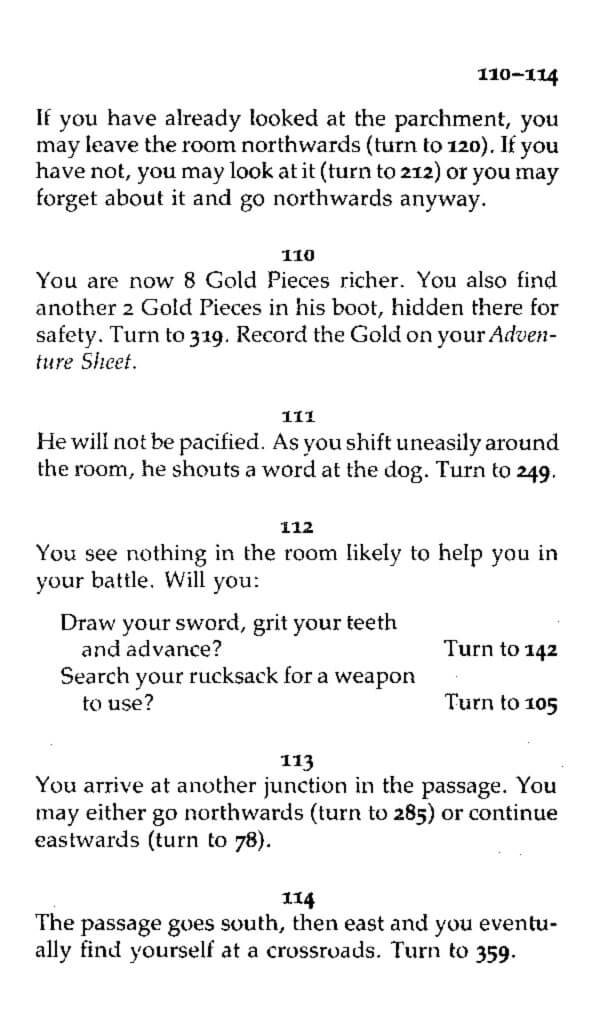 110–114
If you have already looked at the parchment, you
may leave the room northwards (turn to 120). If you
have not, you may look at it (turn to 212) or you may
forget about it and go northwards anyway.
110
You are now 8 Gold Pieces richer. You also find
another 2 Gold Pieces in his boot, hidden there for
safety. Turn to 319. Record the Gold on your Adven-
ture Sheet.
111
He will not be pacified. As you shift uneasily around
the room, he shouts a word at the dog. Turn to 249.
112
You see nothing in the room likely to help you in
your battle. Will you:
Draw your sword, grit your teeth
and advance? Turn to 142
Search your rucksack for a weapon
to use? Turn to 105
113
You arrive at another junction in the passage. You
may either go northwards (turn to 285) or continue
eastwards (turn to 78).
114
The passage goes south, then east and you eventu-
ally find yourself at a crossroads. Turn to 359.